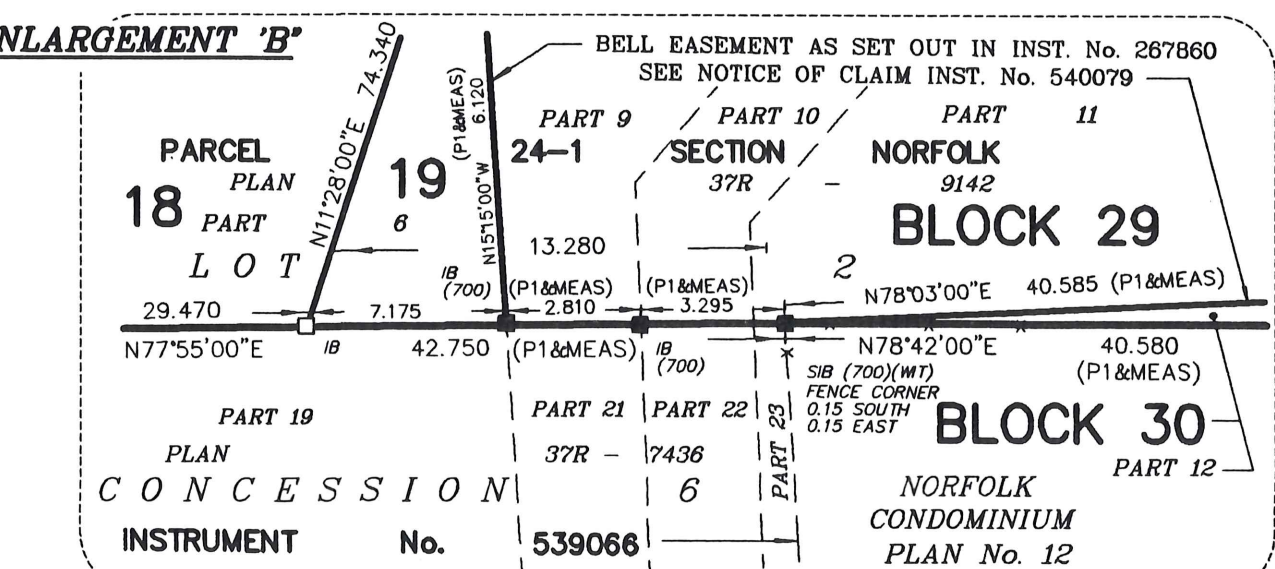 NLARGEMENT 'B'
BELL EASEMENT AS SET OUT IN INST. No. 267860
SEE NOTICE OF CLAIM INST. No. 540079
74.340
N11°28'00"E
(P1&MEAS)
6.120
N15°15'00"W
PART 9
PART 10
PART 11
PARCEL
18
PLAN
PART
LOT
19
6
24-1
SECTION
37R -
NORFOLK
9142
BLOCK 29
13.280
2
IB
(700)
(P1&MEAS)
(P1&MEAS)
N78°03'00"E
40.585 (P1&MEAS)
29.470
7.175
2.810
3.295
N77°55'00"E
IB
42.750
(P1&MEAS)
IB
(700)
N78°42'00"E
40.580
(P1&MEAS)
SIB (700)(WIT)
FENCE CORNER
0.15 SOUTH
0.15 EAST
BLOCK 30
PART 12
PART 19
PART 21
PART 22
PART 23
PLAN
37R - 7436
CONCESSION
6
NORFOLK
CONDOMINIUM
PLAN No. 12
INSTRUMENT No. 539066